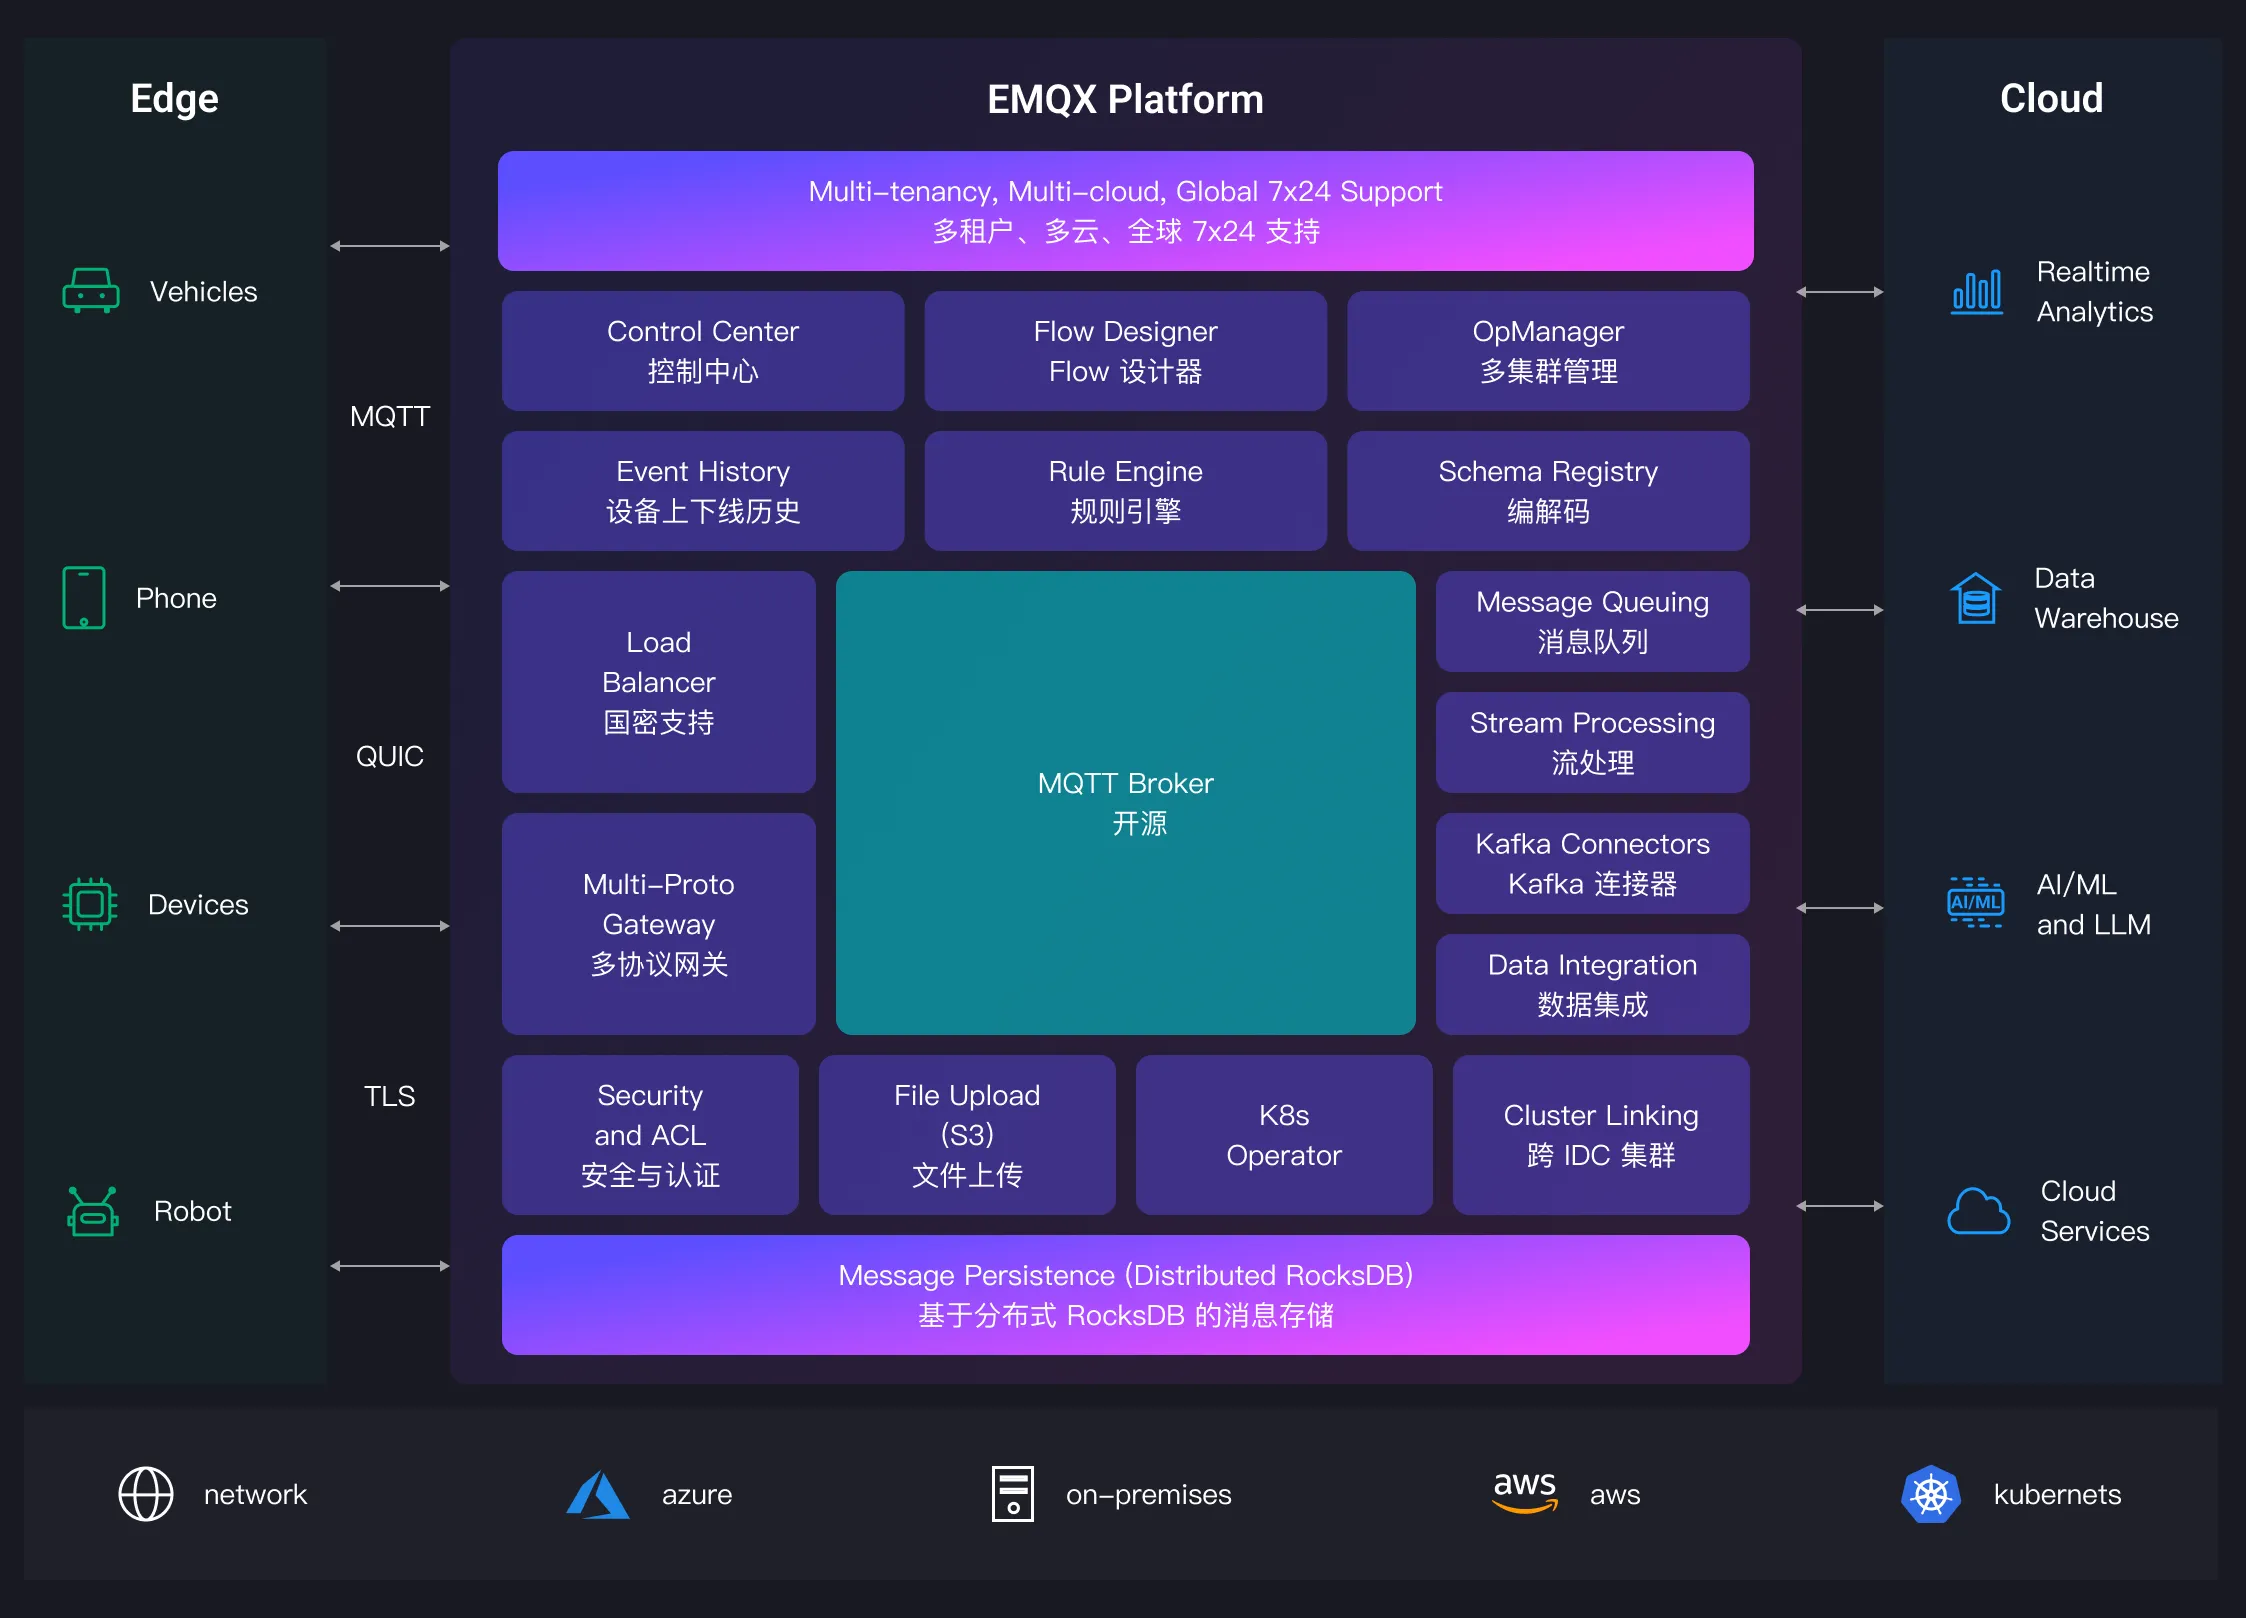 Edge
Vehicles
Phone
Devices
Robot
MQTT
QUIC
TLS
EMQX Platform
Multi-tenancy, Multi-cloud, Global 7x24 Support
多租户、多云、全球 7x24 支持
Control Center
控制中心
Flow Designer
Flow 设计器
OpManager
多集群管理
Event History
设备上下线历史
Rule Engine
规则引擎
Schema Registry
编解码
Load
Balancer
国密支持
Multi-Proto
Gateway
多协议网关
MQTT Broker
开源
Message Queuing
消息队列
Stream Processing
流处理
Kafka Connectors
Kafka 连接器
Data Integration
数据集成
Security
and ACL
安全与认证
File Upload
(S3)
文件上传
K8s
Operator
Cluster Linking
跨 IDC 集群
Message Persistence (Distributed RocksDB)
基于分布式 RocksDB 的消息存储
Cloud
Realtime
Analytics
Data
Warehouse
AI/ML
AI/ML
and LLM
Cloud
Services
network
azure
on-premises
aws
aws
kubernets